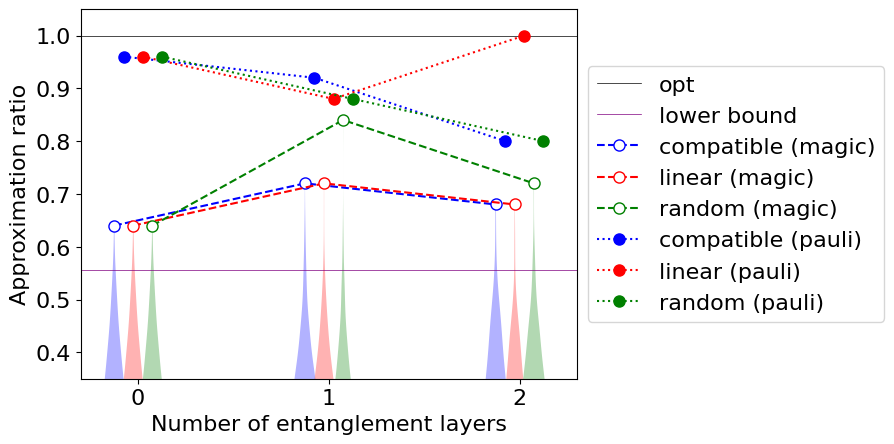 Approximation ratio
1.0
0.9
0.8
0.7
0.6
0.5
0.4
0
1
2
Number of entanglement layers
opt
lower bound
compatible (magic)
linear (magic)
random (magic)
compatible (pauli)
linear (pauli)
random (pauli)